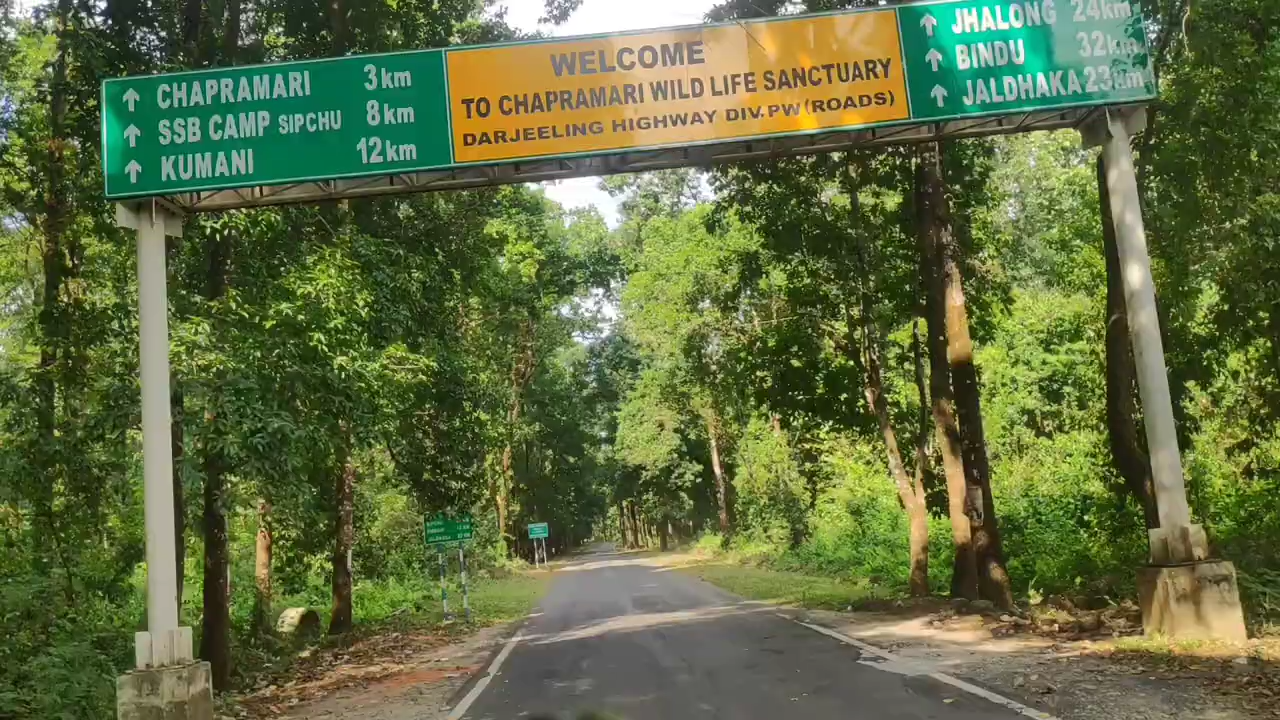 CHAPRAMARI 3km
SSB CAMP SIPCHU 8km
KUMANI 12km
WELCOME
TO CHAPRAMARI WILD LIFE SANCTUARY
DARJEELING HIGHWAY DIV.PW(ROADS)
JHALONG 24km
BINDU 32km
JALDHAKA 23km